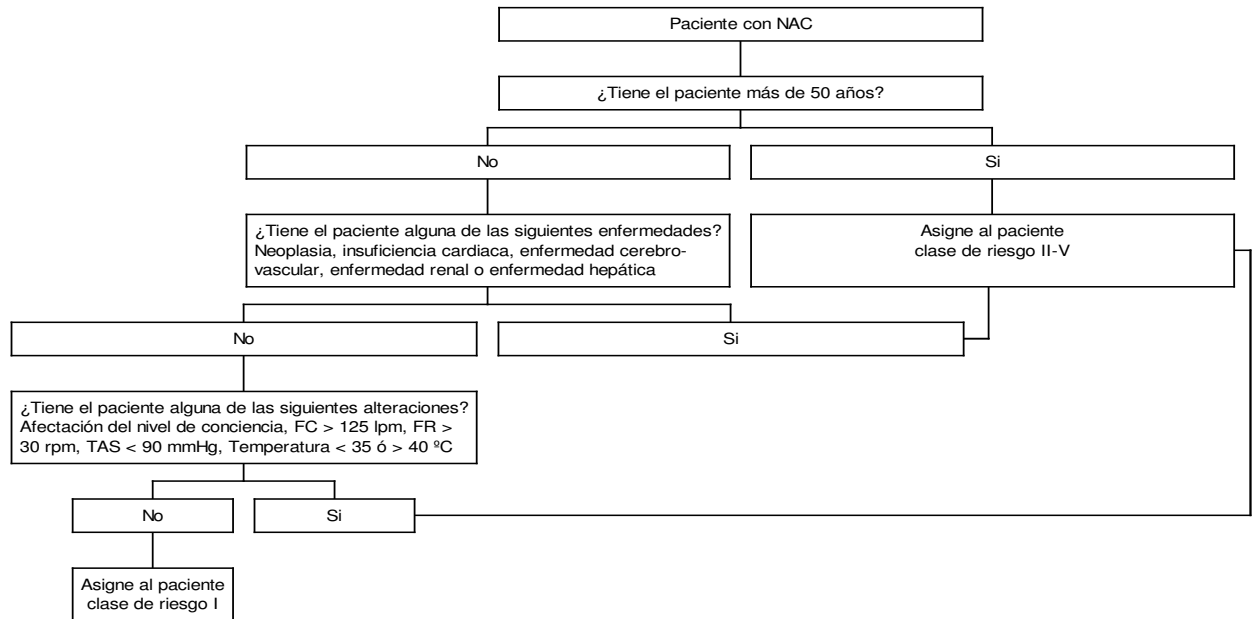 Paciente con NAC
¿Tiene el paciente más de 50 años?
No
Si
¿Tiene el paciente alguna de las siguientes enfermedades?
Neoplasia, insuficiencia cardiaca, enfermedad cerebro-
vascular, enfermedad renal o enfermedad hepática
Asigne al paciente
clase de riesgo II-V
No
Si
¿Tiene el paciente alguna de las siguientes alteraciones?
Afectación del nivel de conciencia, FC > 125 lpm, FR >
30 rpm, TAS < 90 mmHg, Temperatura < 35 ó > 40 ºC
No
Si
Asigne al paciente
clase de riesgo I